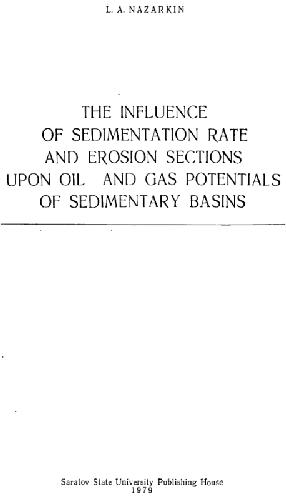 L. A. NAZARKIN
THE INFLUENCE
OF SEDIMENTATION RATE
AND EROSION SECTIONS
UPON OIL AND GAS POTENTIALS
OF SEDIMENTARY BASINS
Saratov State University Publishing House
1979